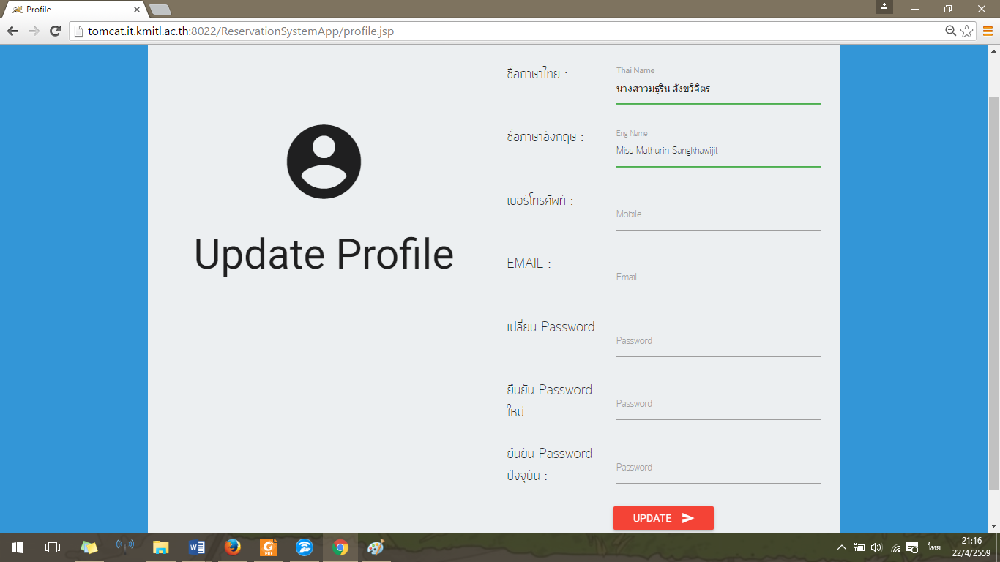 Profile
tomcat.it.kmitl.ac.th:8022/ReservationSystemApp/profile.jsp
Update Profile
ชื่อภาษาไทย :
Thai Name
นางสาวมธุริน สังขวิจิตร
ชื่อภาษาอังกฤษ :
Eng Name
Miss Mathurin Sangkhawijit
เบอร์โทรศัพท์ :
Mobile
EMAIL :
Email
เปลี่ยน Password
:
Password
ยืนยัน Password
ใหม่ :
Password
ยืนยัน Password
ปัจจุบัน :
Password
UPDATE
PDF
ไทย
21:16
22/4/2559